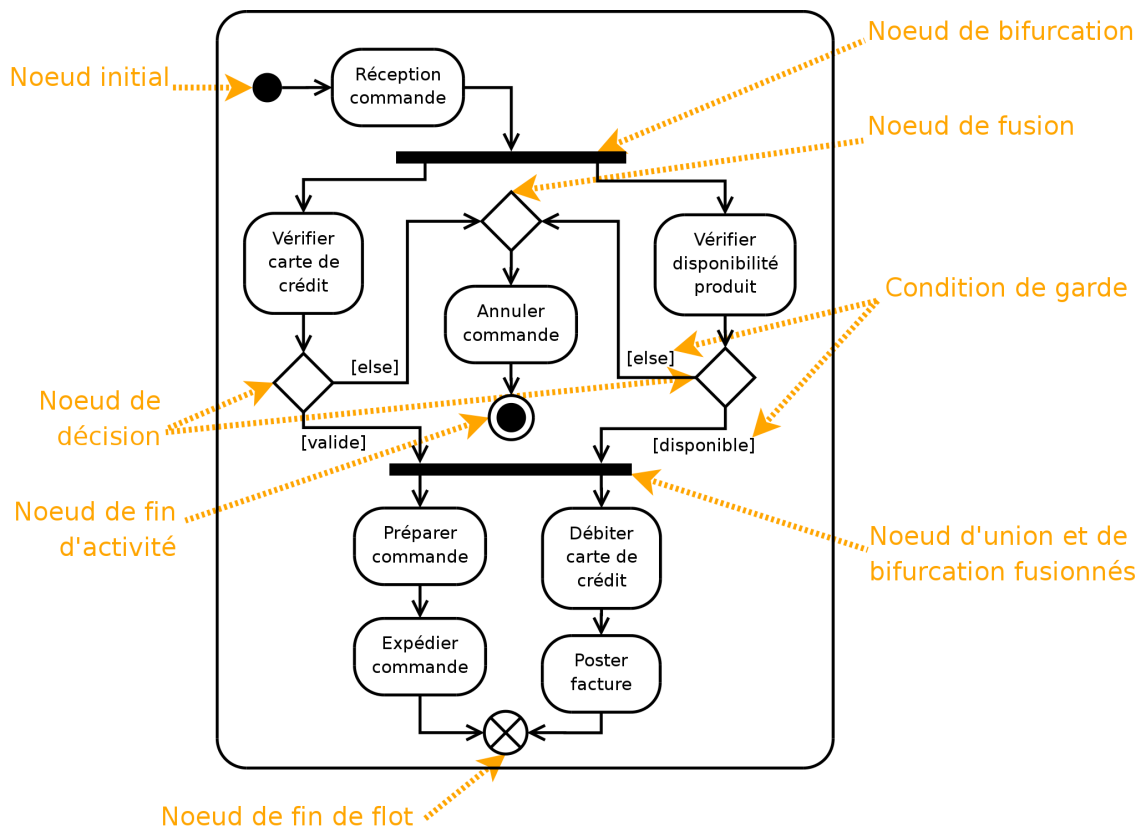 Noeud de bifurcation
Noeud initial
Réception
commande
Noeud de fusion
Vérifier
carte de
crédit
Vérifier
disponibilité
produit
Condition de garde
Annuler
commande
[else]
[else]
Noeud de
décision
[valide]
[disponible]
Noeud de fin
d'activité
Préparer
commande
Débiter
carte de
crédit
Noeud d'union et de
bifurcation fusionnés
Expédier
commande
Poster
facture
Noeud de fin de flot